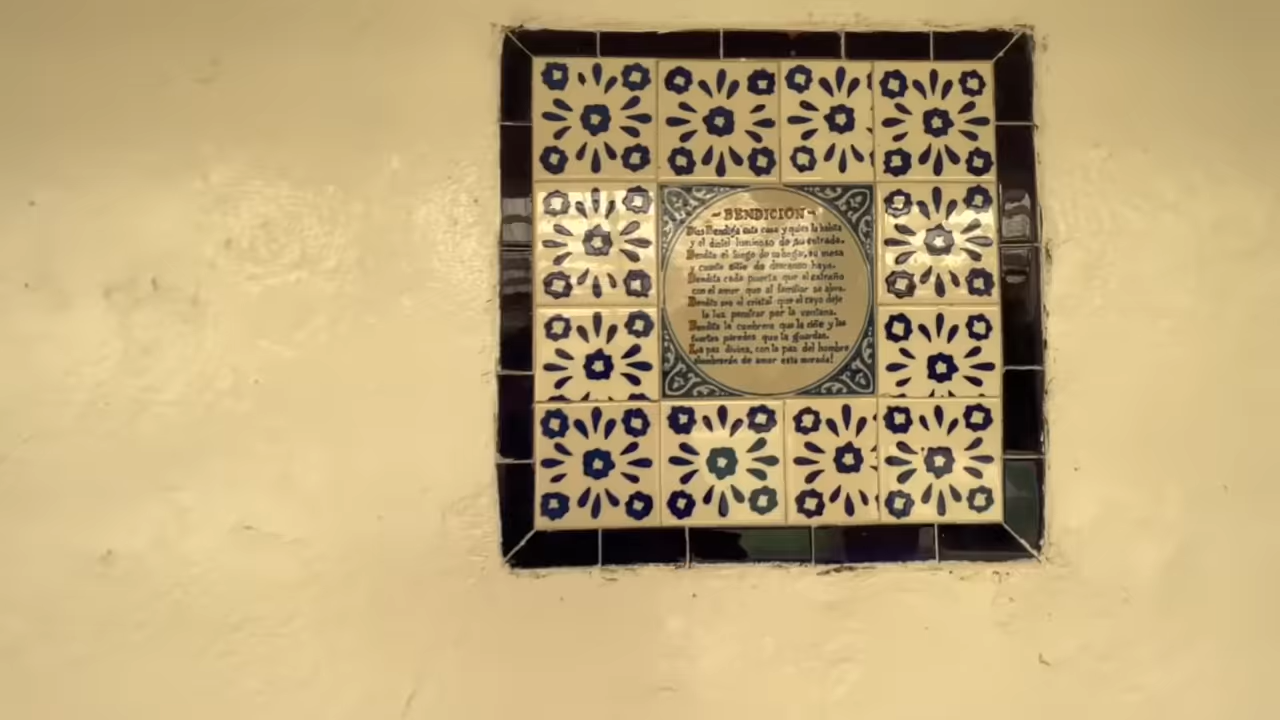 -BENDICIÓN-
Dios Bendiga esta casa y quien la habita
y el dintel luminoso de su entrada.
Bendito el fuego de su hogar, su mesa
y cuanto sitio de descanso haya.
Bendita cada puerta que al extraño
con el amor, que al familiar se abra.
Bendito sea el cristal que el rayo deje
la luz penetrar por la ventana.
Bendita la cumbrera que la ciñe y las
fuertes paredes que la guardan.
La paz divina, con la paz del hombre
alumbrarán de amor esta morada!